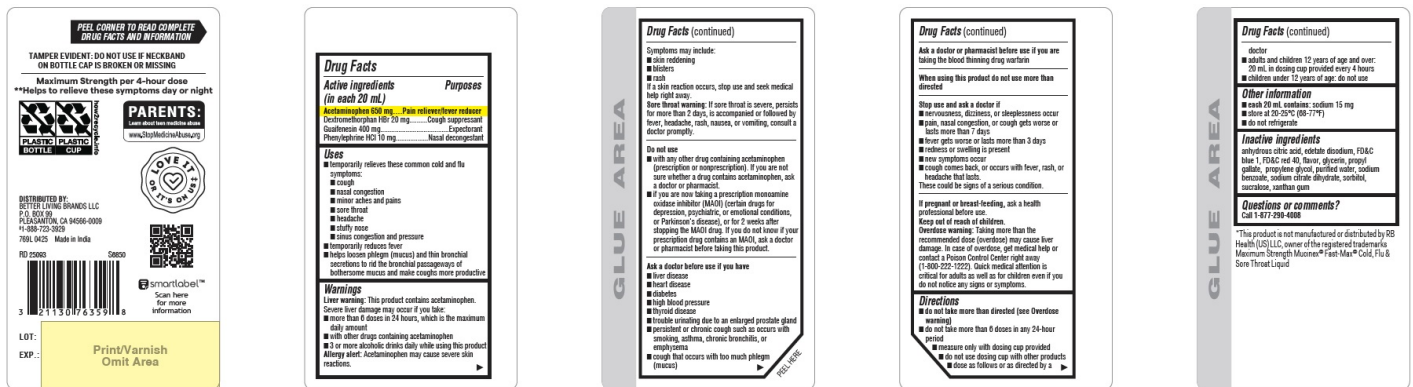 PEEL CORNER TO READ COMPLETE
DRUG FACTS AND INFORMATION
TAMPER EVIDENT: DO NOT USE IF NECKBAND
ON BOTTLE CAP IS BROKEN OR MISSING
Maximum Strength per 4-hour dose
**Helps to relieve these symptoms day or night
PLASTIC
BOTTLE
PLASTIC
CUP
how2recycle.info
PARENTS:
Learn about teen medicine abuse
www.StopMedicineAbuse.org
LOVE IT
OR IT'S ON US‡
DISTRIBUTED BY:
BETTER LIVING BRANDS LLC
P.O. BOX 99
PLEASANTON, CA 94566-0009
‡1-888-723-3929
769L 0425 Made in India
RD 25093 S6850
3 21130 76359 8
smartlabel™
Scan here
for more
information
LOT:
EXP.:
Print/Varnish
Omit Area
Drug Facts
Active ingredients Purposes
(in each 20 mL)
Acetaminophen 650 mg.....Pain reliever/fever reducer
Dextromethorphan HBr 20 mg..........Cough suppressant
Guaifenesin 400 mg........................................Expectorant
Phenylephrine HCl 10 mg..................Nasal decongestant
Uses
■ temporarily relieves these common cold and flu
symptoms:
■ cough
■ nasal congestion
■ minor aches and pains
■ sore throat
■ headache
■ stuffy nose
■ sinus congestion and pressure
■ temporarily reduces fever
■ helps loosen phlegm (mucus) and thin bronchial
secretions to rid the bronchial passageways of
bothersome mucus and make coughs more productive
Warnings
Liver warning: This product contains acetaminophen.
Severe liver damage may occur if you take:
■ more than 6 doses in 24 hours, which is the maximum
daily amount
■ with other drugs containing acetaminophen
■ 3 or more alcoholic drinks daily while using this product
Allergy alert: Acetaminophen may cause severe skin
reactions.
GLUE AREA
Drug Facts (continued)
Symptoms may include:
■ skin reddening
■ blisters
■ rash
If a skin reaction occurs, stop use and seek medical
help right away.
Sore throat warning: If sore throat is severe, persists
for more than 2 days, is accompanied or followed by
fever, headache, rash, nausea, or vomiting, consult a
doctor promptly.
Do not use
■ with any other drug containing acetaminophen
(prescription or nonprescription). If you are not
sure whether a drug contains acetaminophen, ask
a doctor or pharmacist.
■ if you are now taking a prescription monoamine
oxidase inhibitor (MAOI) (certain drugs for
depression, psychiatric, or emotional conditions,
or Parkinson's disease), or for 2 weeks after
stopping the MAOI drug. If you do not know if your
prescription drug contains an MAOI, ask a doctor
or pharmacist before taking this product.
Ask a doctor before use if you have
■ liver disease
■ heart disease
■ diabetes
■ high blood pressure
■ thyroid disease
■ trouble urinating due to an enlarged prostate gland
■ persistent or chronic cough such as occurs with
smoking, asthma, chronic bronchitis, or
emphysema
■ cough that occurs with too much phlegm
(mucus)
PEEL HERE
Drug Facts (continued)
Ask a doctor or pharmacist before use if you are
taking the blood thinning drug warfarin
When using this product do not use more than
directed
Stop use and ask a doctor if
■ nervousness, dizziness, or sleeplessness occur
■ pain, nasal congestion, or cough gets worse or
lasts more than 7 days
■ fever gets worse or lasts more than 3 days
■ redness or swelling is present
■ new symptoms occur
■ cough comes back, or occurs with fever, rash, or
headache that lasts.
These could be signs of a serious condition.
If pregnant or breast-feeding, ask a health
professional before use.
Keep out of reach of children.
Overdose warning: Taking more than the
recommended dose (overdose) may cause liver
damage. In case of overdose, get medical help or
contact a Poison Control Center right away
(1-800-222-1222). Quick medical attention is
critical for adults as well as for children even if you
do not notice any signs or symptoms.
Directions
■ do not take more than directed (see Overdose
warning)
■ do not take more than 6 doses in any 24-hour
period
■ measure only with dosing cup provided
■ do not use dosing cup with other products
■ dose as follows or as directed by a
GLUE AREA
Drug Facts (continued)
doctor
■ adults and children 12 years of age and over:
20 mL in dosing cup provided every 4 hours
■ children under 12 years of age: do not use
Other information
■ each 20 mL contains: sodium 15 mg
■ store at 20-25°C (68-77°F)
■ do not refrigerate
Inactive ingredients
anhydrous citric acid, edetate disodium, FD&C
blue 1, FD&C red 40, flavor, glycerin, propyl
gallate, propylene glycol, purified water, sodium
benzoate, sodium citrate dihydrate, sorbitol,
sucralose, xanthan gum
Questions or comments?
Call 1-877-290-4008
*This product is not manufactured or distributed by RB
Health (US) LLC, owner of the registered trademarks
Maximum Strength Mucinex® Fast-Max® Cold, Flu &
Sore Throat Liquid